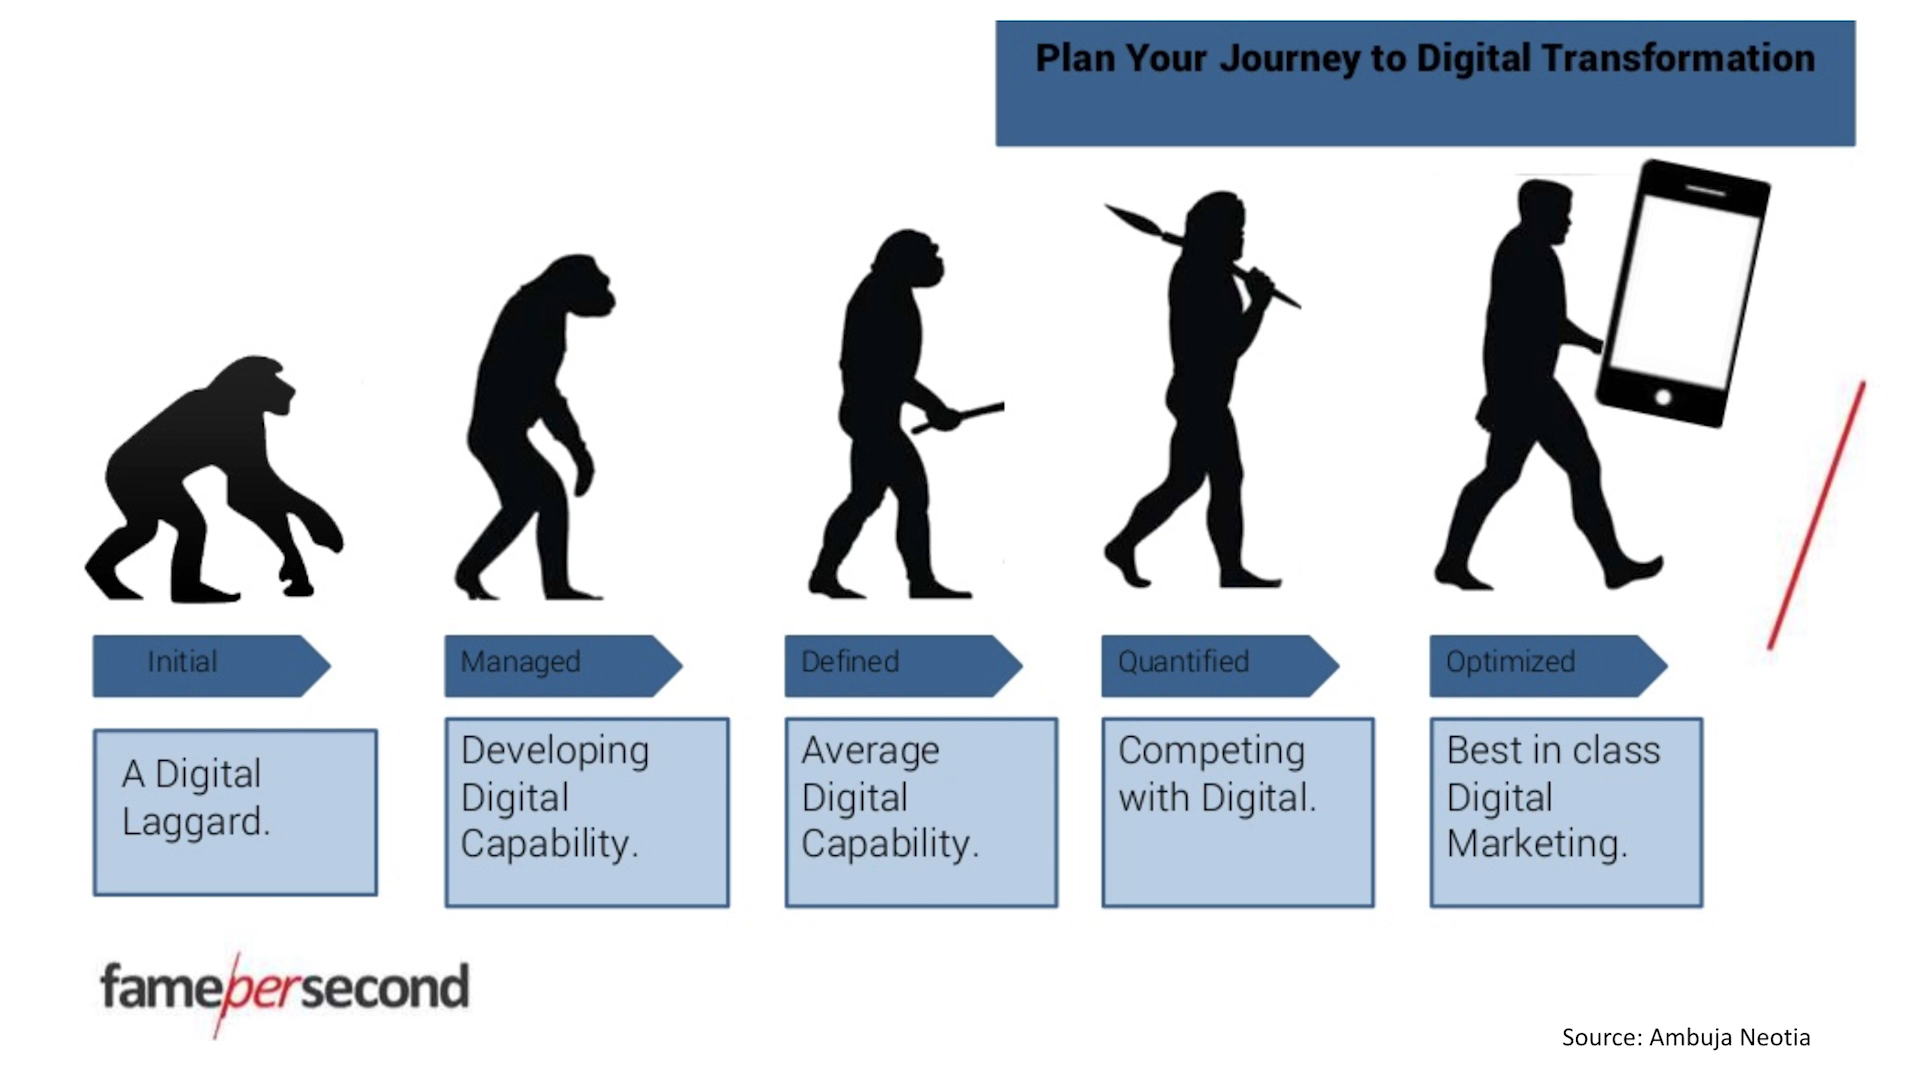 Plan Your Journey to Digital Transformation
Initial
Managed
Defined
Quantified
Optimized
A Digital
Laggard.
Developing
Digital
Capability.
Average
Digital
Capability.
Competing
with Digital.
Best in class
Digital
Marketing.
famepersecond
Source: Ambuja Neotia